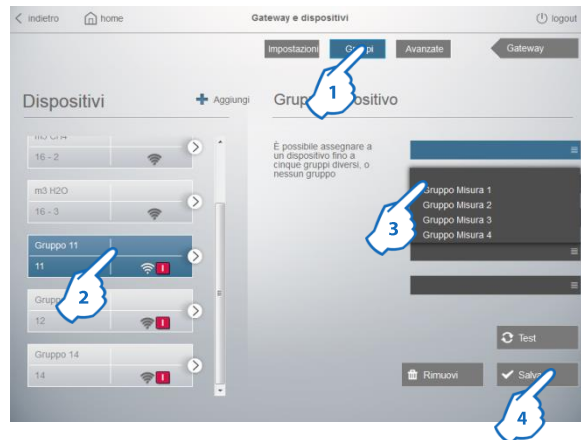 indietro
home
Gateway e dispositivi
logout
Impostazioni
Avanzate
Gateway
1
Dispositivi
Aggiungi
È possibile assegnare a
un dispositivo fino a
cinque gruppi diversi, o
nessun gruppo
16 - 2
m3 H2O
16 - 3
Gruppo 11
11
2
12
Gruppo 14
14
Gruppo Misura 1
Gruppo Misura 2
Gruppo Misura 3
Gruppo Misura 4
3
Test
Rimuovi
4